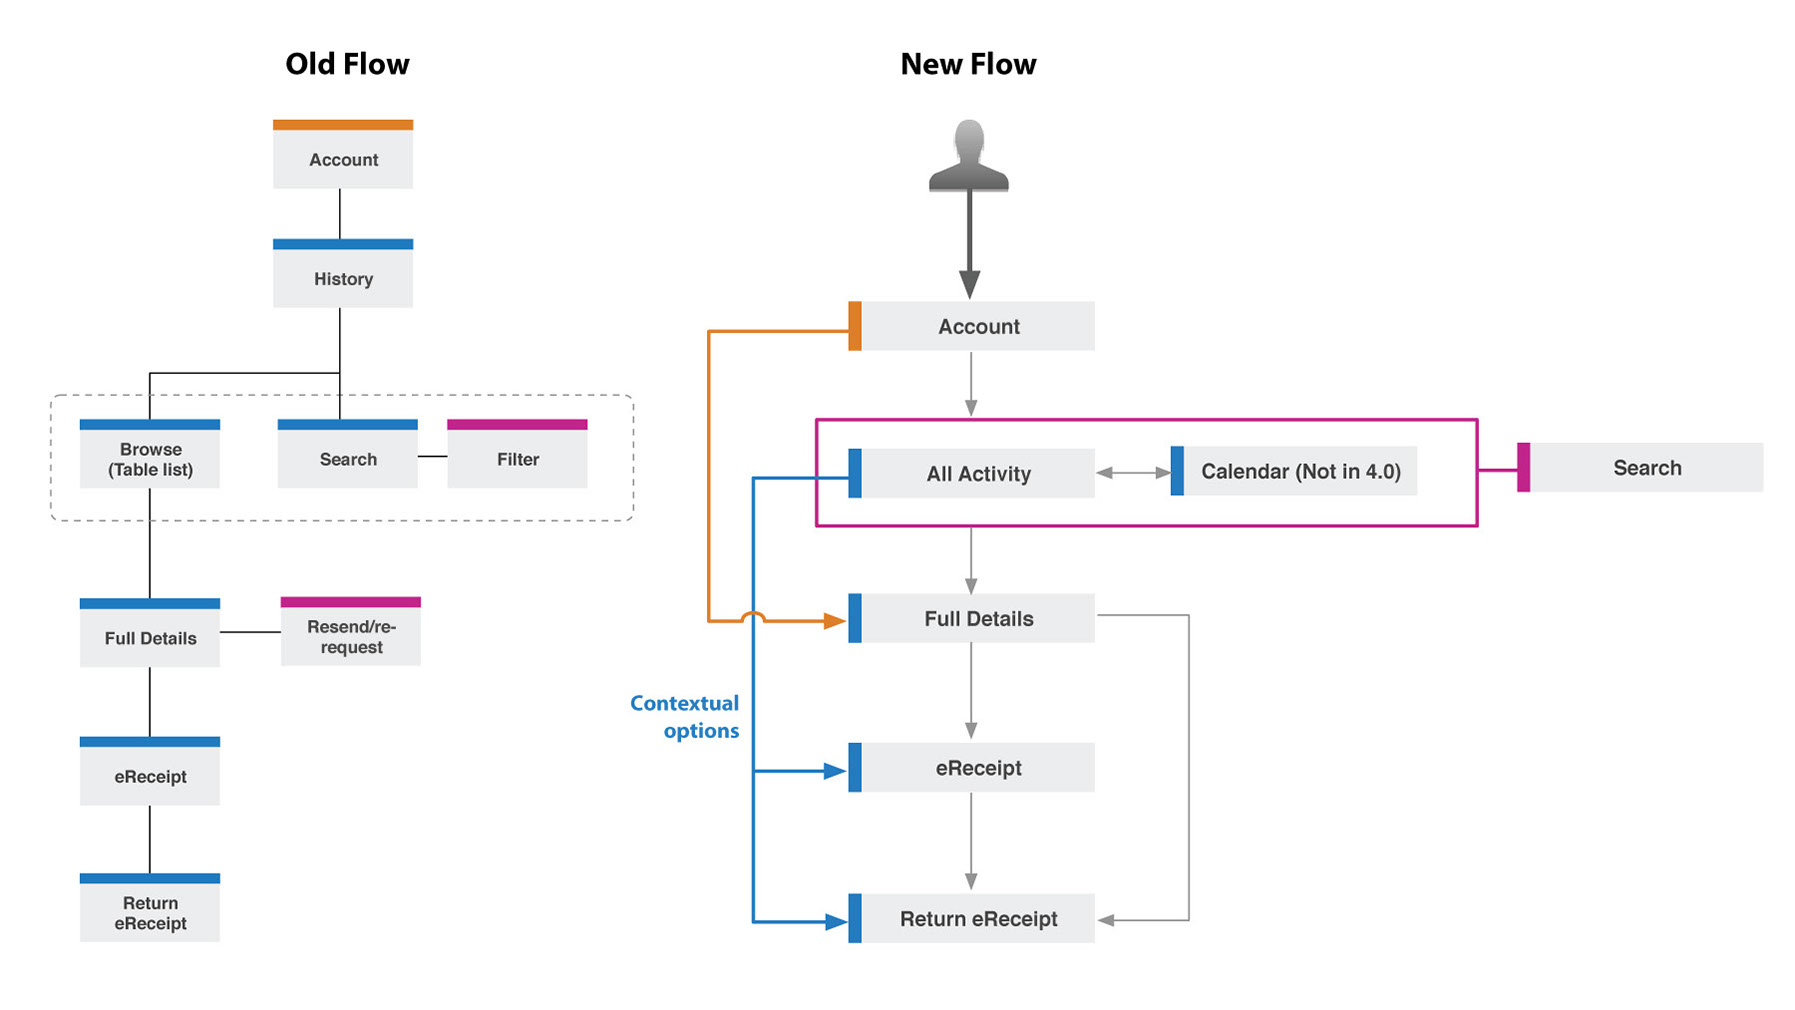 Old Flow
Account
History
Browse
(Table list)
Search
Filter
Full Details
Resend/re-
request
eReceipt
Return
eReceipt
New Flow
Account
All Activity
Calendar (Not in 4.0)
Search
Full Details
Contextual
options
eReceipt
Return eReceipt